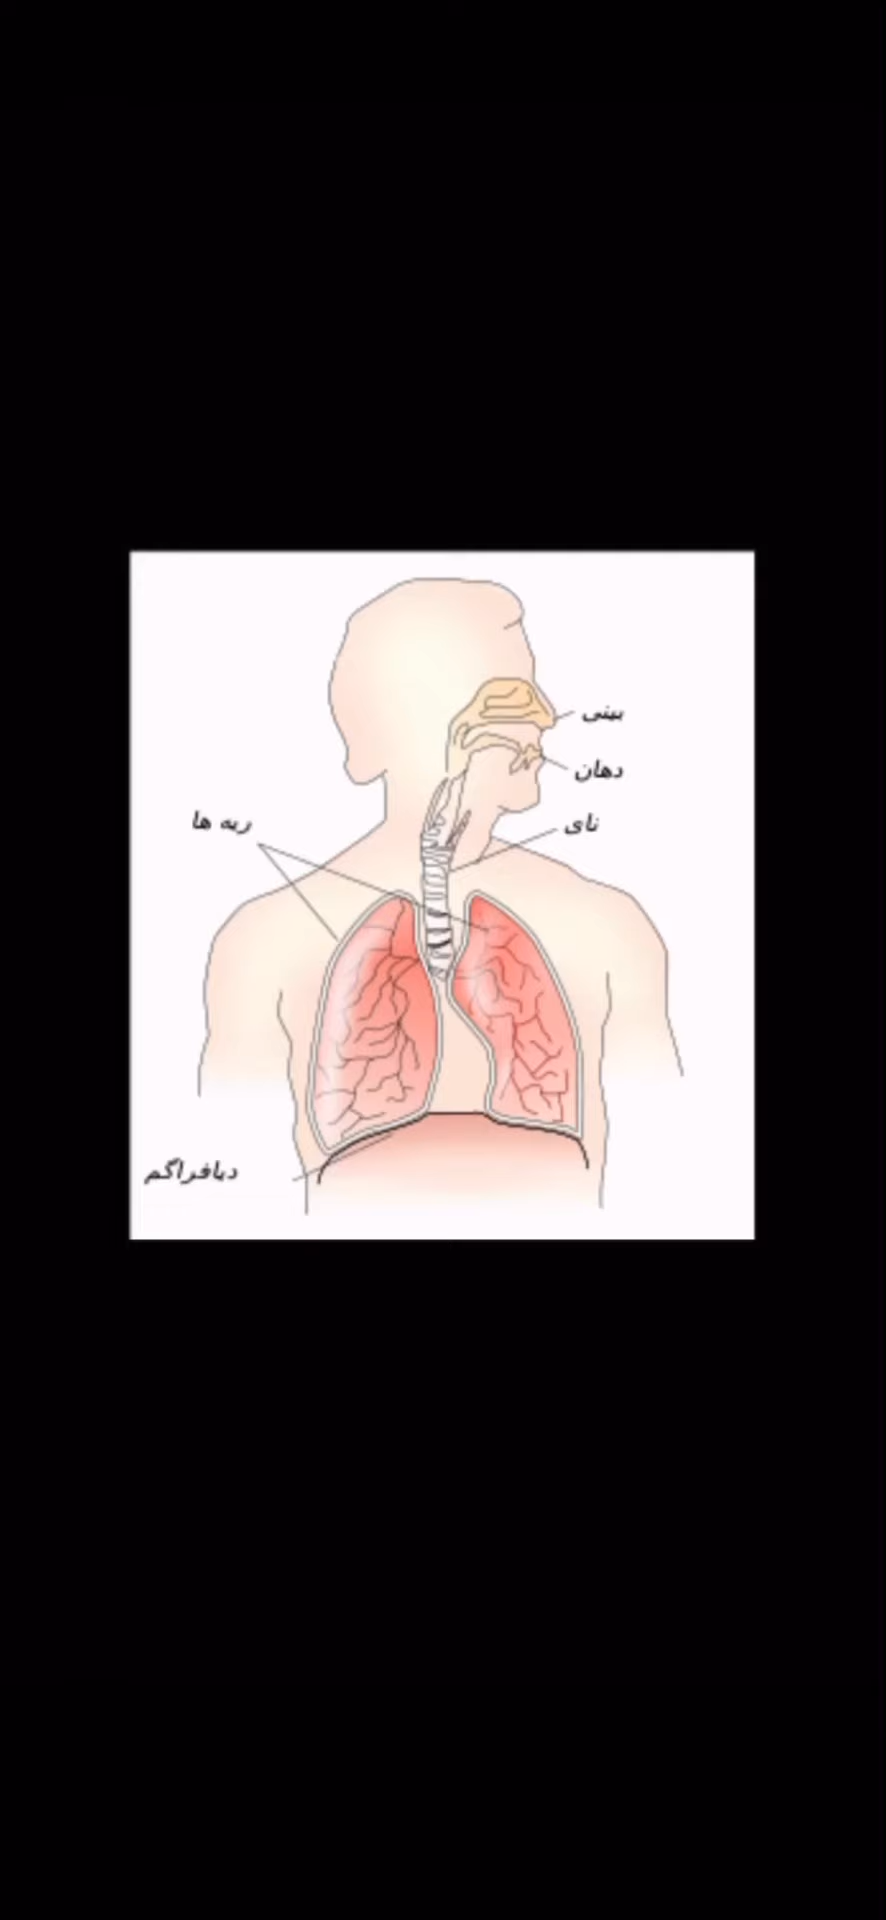 بینی
دهان
نای
ریه ها
دیافراگم